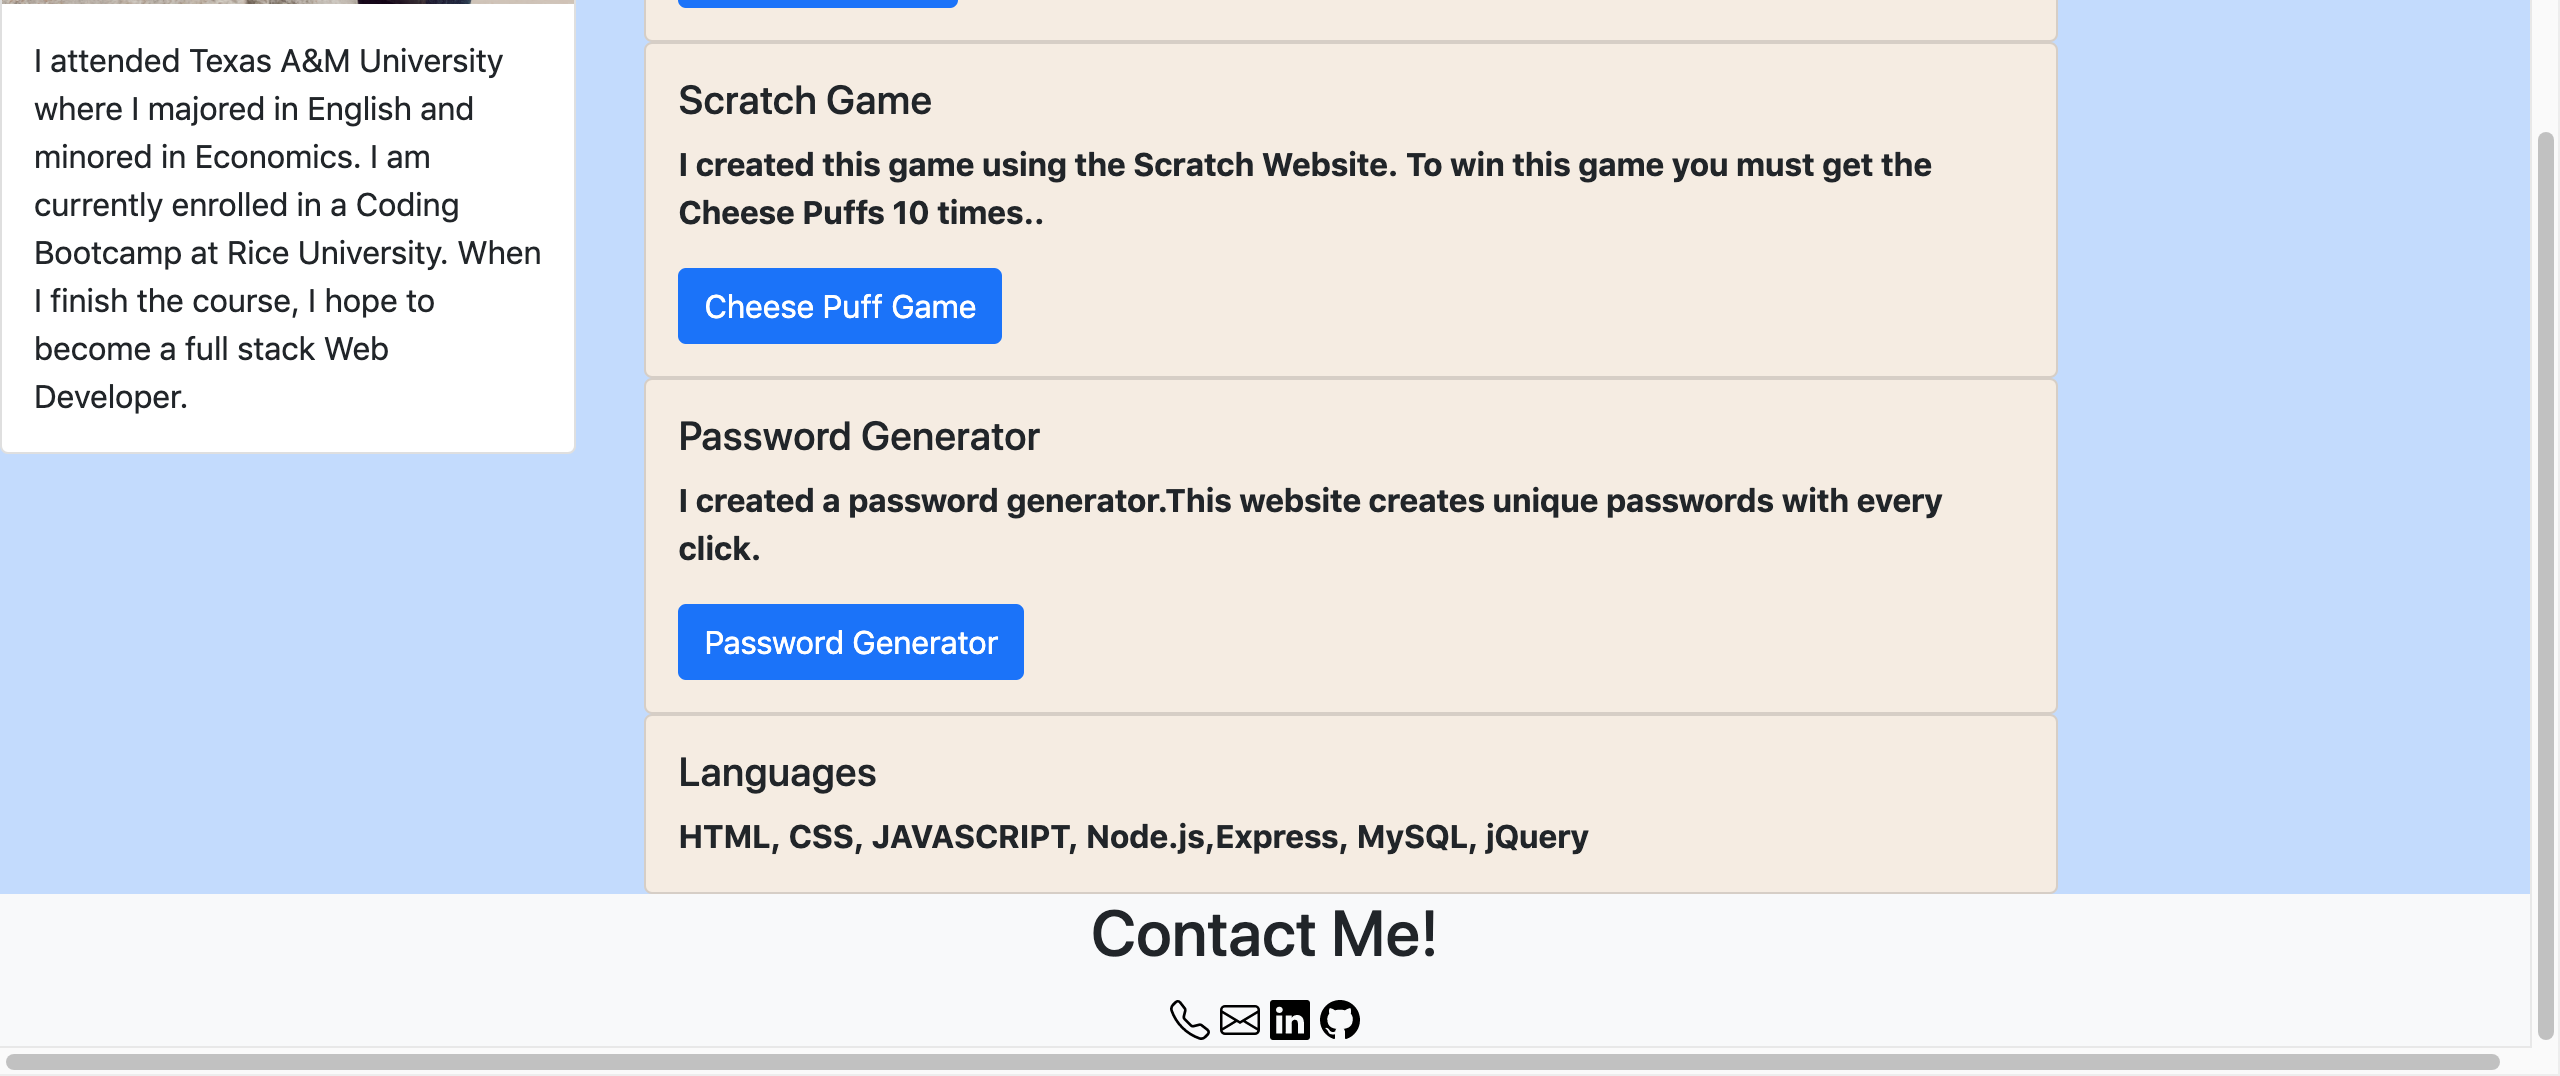 I attended Texas A&M University
where I majored in English and
minored in Economics. I am
currently enrolled in a Coding
Bootcamp at Rice University. When
I finish the course, I hope to
become a full stack Web
Developer.
Scratch Game
I created this game using the Scratch Website. To win this game you must get the
Cheese Puffs 10 times..
Cheese Puff Game
Password Generator
I created a password generator.This website creates unique passwords with every
click.
Password Generator
Languages
HTML, CSS, JAVASCRIPT, Node.js,Express, MySQL, jQuery
Contact Me!
in